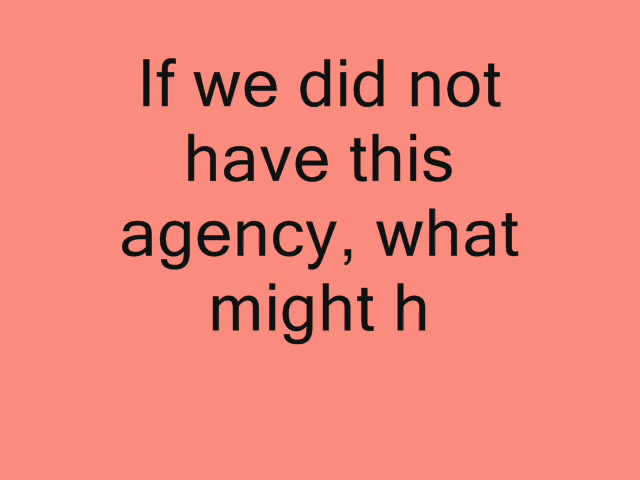 If we did not
have this
agency, what
might h